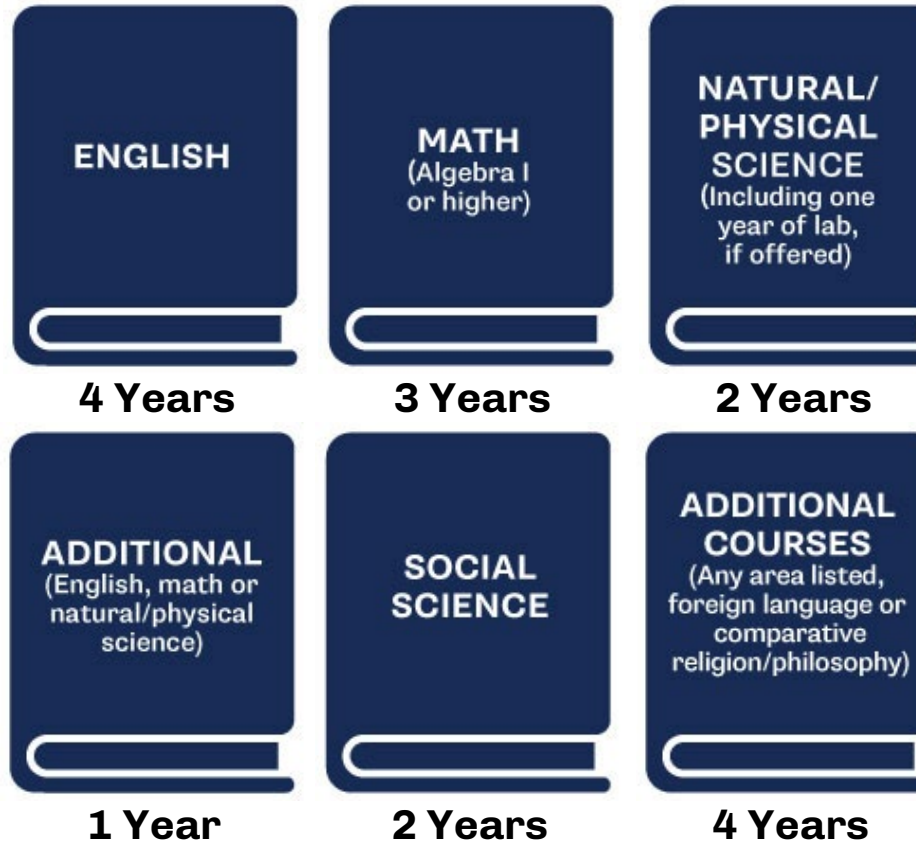 ENGLISH
4 Years
MATH
(Algebra I
or higher)
3 Years
NATURAL/
PHYSICAL
SCIENCE
(Including one
year of lab,
if offered)
2 Years
ADDITIONAL
(English, math or
natural/physical
science)
1 Year
SOCIAL
SCIENCE
2 Years
ADDITIONAL
COURSES
(Any area listed,
foreign language or
comparative
religion/philosophy)
4 Years